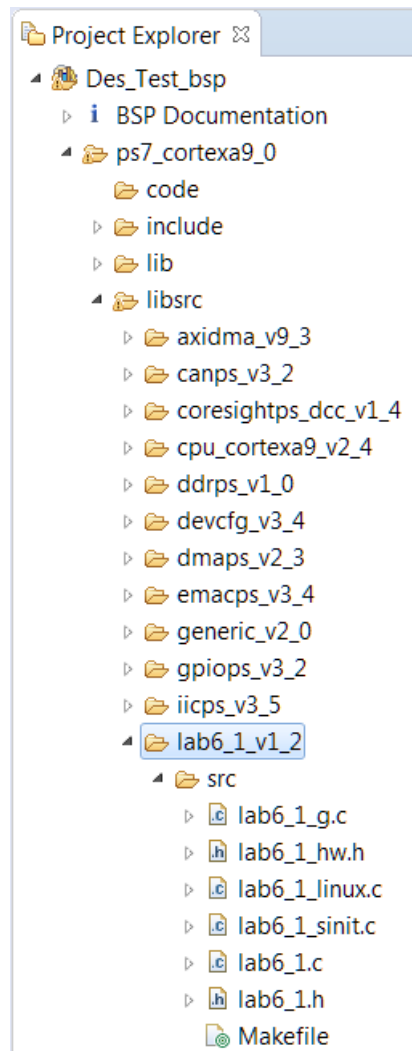 Project Explorer
Des_Test_bsp
BSP Documentation
ps7_cortexa9_0
code
include
lib
libsrc
axidma_v9_3
canps_v3_2
coresightps_dcc_v1_4
cpu_cortexa9_v2_4
ddrps_v1_0
devcfg_v3_4
dmaps_v2_3
emacps_v3_4
generic_v2_0
gpiops_v3_2
iicps_v3_5
lab6_1_v1_2
src
lab6_1_g.c
lab6_1_hw.h
lab6_1_linux.c
lab6_1_sinit.c
lab6_1.c
lab6_1.h
Makefile